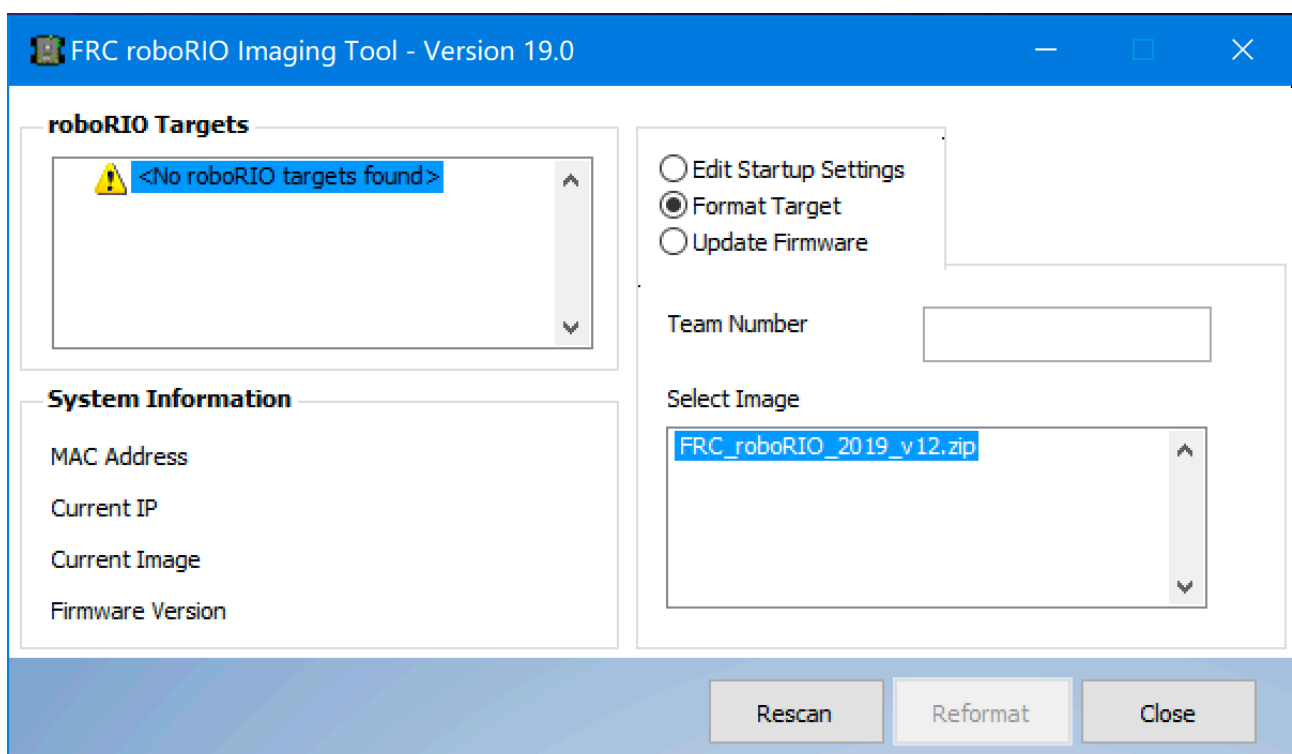 FRC roboRIO Imaging Tool - Version 19.0
roboRIO Targets
<No roboRIO targets found>
System Information
MAC Address
Current IP
Current Image
Firmware Version
Edit Startup Settings
Format Target
Update Firmware
Team Number
Select Image
FRC_roboRIO_2019_v12.zip
Rescan
Reformat
Close